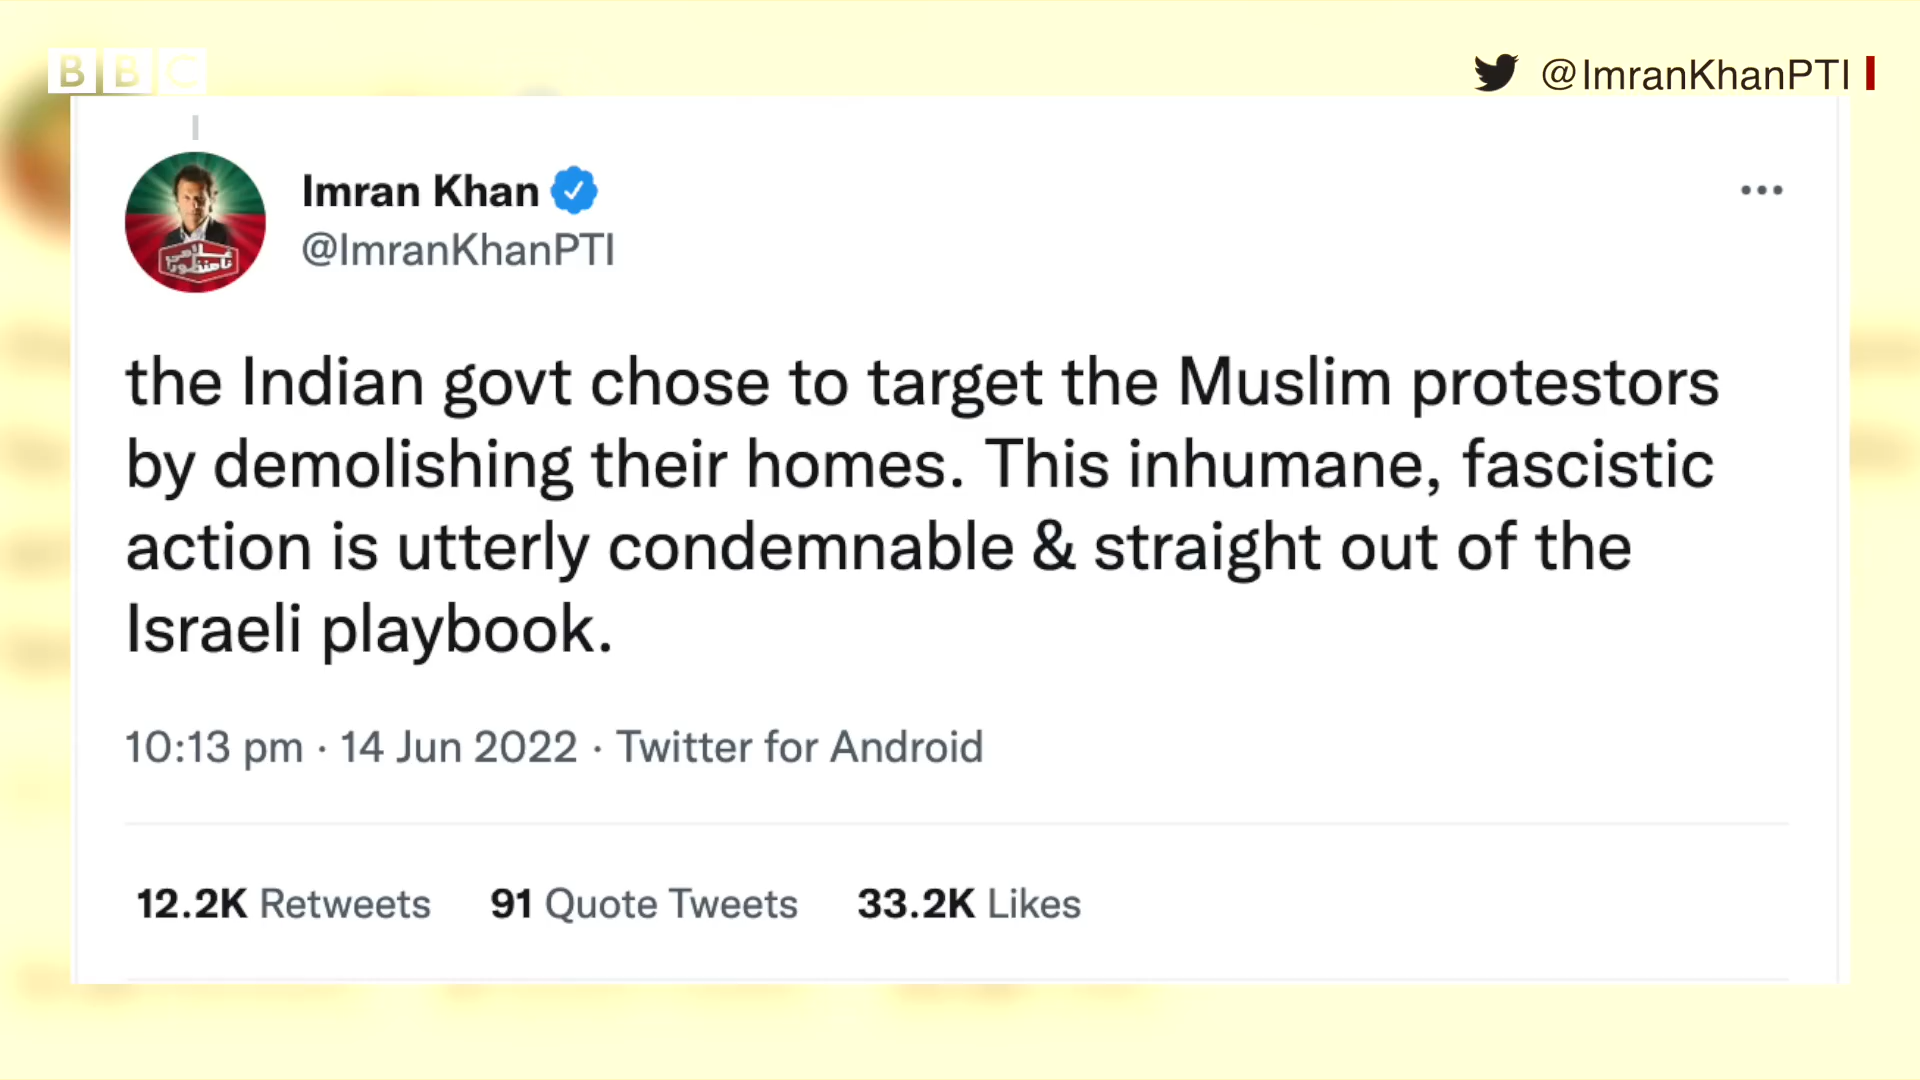 BBC
@ImranKhanPTI
Imran Khan
@ImranKhanPTI
نامنظور!
the Indian govt chose to target the Muslim protestors
by demolishing their homes. This inhumane, fascistic
action is utterly condemnable & straight out of the
Israeli playbook.
10:13 pm · 14 Jun 2022 · Twitter for Android
12.2K Retweets 91 Quote Tweets 33.2K Likes